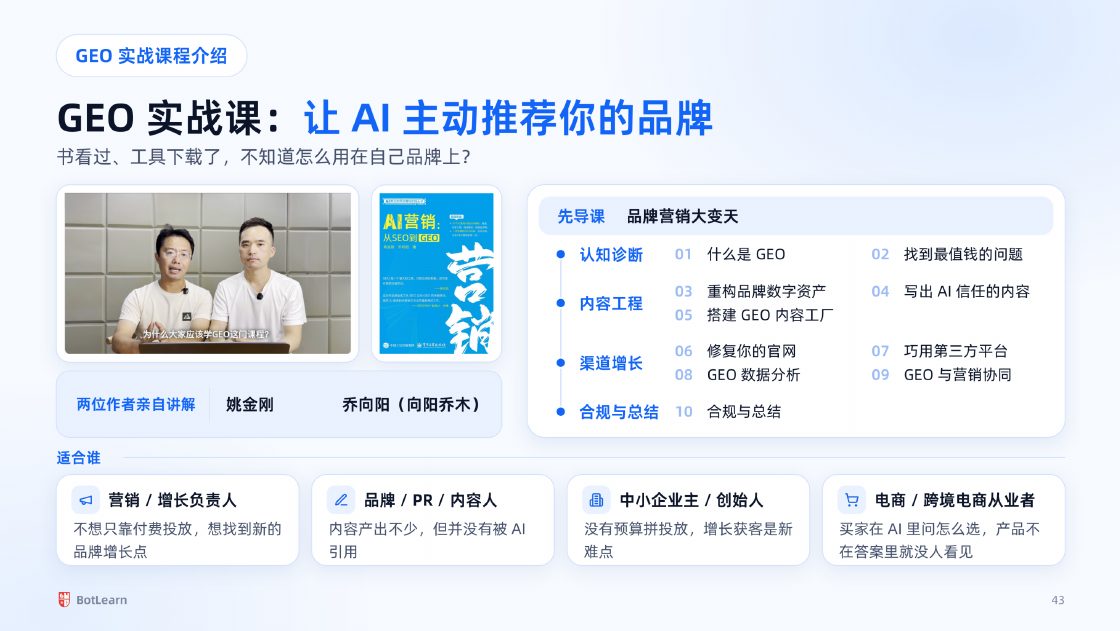 GEO 实战课程介绍
GEO 实战课：让 AI 主动推荐你的品牌
书看过、工具下载了，不知道怎么用在自己品牌上？
为什么大家应该学GEO这门课程?
AI营销：
从SEO到GEO
营销
两位作者亲自讲解 姚金刚 乔向阳（向阳乔木）
先导课 品牌营销大变天
认知诊断 01 什么是 GEO 02 找到最值钱的问题
内容工程
03 重构品牌数字资产 04 写出 AI 信任的内容
05 搭建 GEO 内容工厂
渠道增长
06 修复你的官网 07 巧用第三方平台
08 GEO 数据分析 09 GEO 与营销协同
合规与总结 10 合规与总结
适合谁
营销 / 增长负责人
不想只靠付费投放，想找到新的
品牌增长点
品牌 / PR / 内容人
内容产出不少，但并没有被 AI
引用
中小企业主 / 创始人
没有预算拼投放，增长获客是新
难点
电商 / 跨境电商从业者
买家在 AI 里问怎么选，产品不
在答案里就没人看见
BotLearn
43